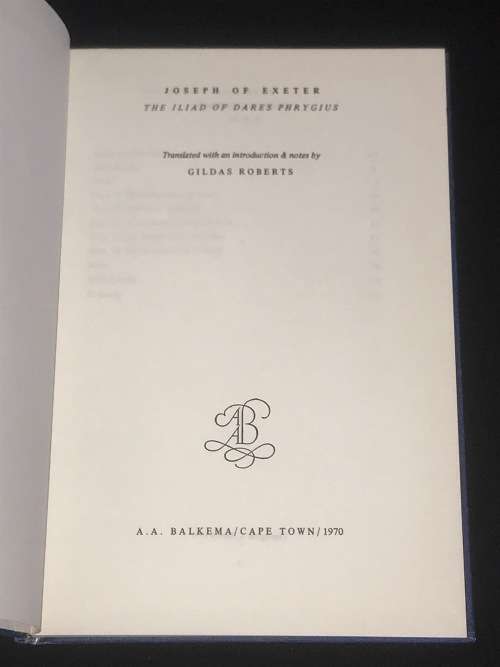 JOSEPH OF EXETER
THE ILIAD OF DARES PHRYGIUS
Translated with an introduction & notes by
GILDAS ROBERTS
AAB
A.A. BALKEMA/CAPE TOWN/1970